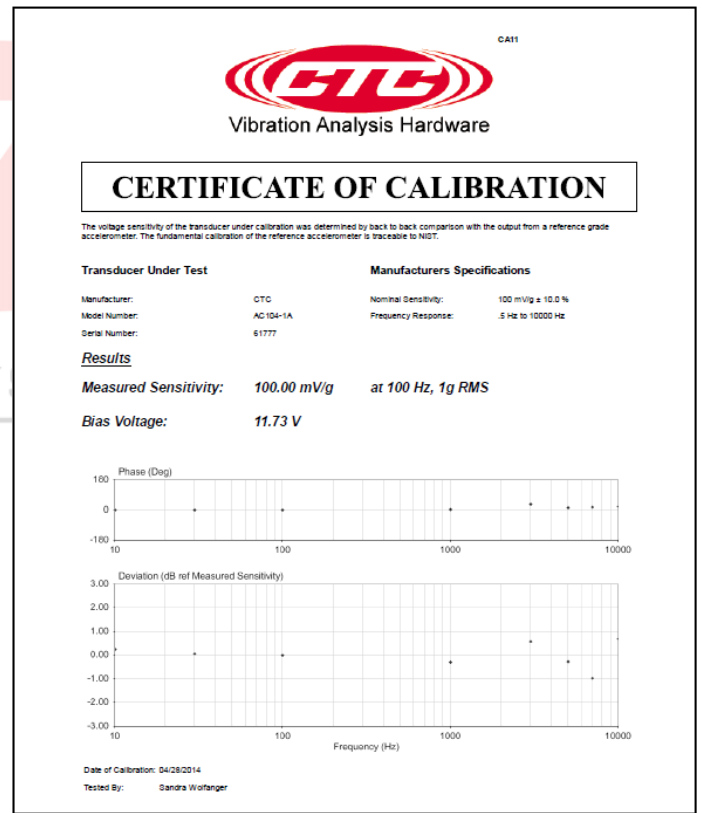 CA11
CTC
Vibration Analysis Hardware
CERTIFICATE OF CALIBRATION
The voltage sensitivity of the transducer under calibration was determined by back to back comparison with the output from a reference grade
accelerometer. The fundamental calibration of the reference accelerometer is traceable to NIST.
Transducer Under Test Manufacturers Specifications
Manufacturer: CTC Nominal Sensitivity: 100 mV/g ± 10.0 %
Model Number: AC104-1A Frequency Response: .5 Hz to 10000 Hz
Serial Number: 61777
Results
Measured Sensitivity: 100.00 mV/g at 100 Hz, 1g RMS
Bias Voltage: 11.73 V
Phase (Deg)
180
0
-180
10 100 1000 10000
Deviation (dB ref Measured Sensitivity)
3.00
2.00
1.00
0.00
-1.00
-2.00
-3.00
10 100 1000 10000
Frequency (Hz)
Date of Calibration: 04/28/2014
Tested By: Sandra Wolfanger